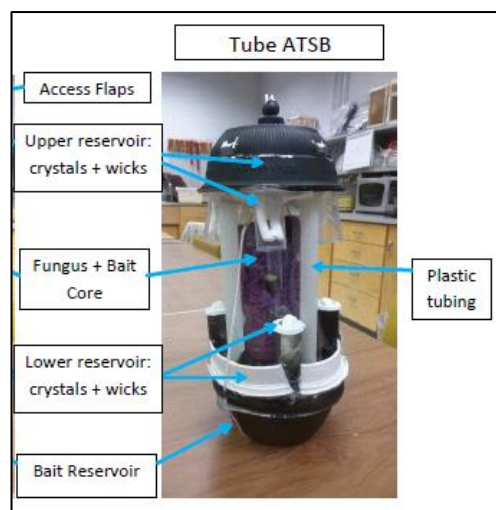 Tube ATSB
Access Flaps
Upper reservoir:
crystals + wicks
Fungus + Bait
Core
Plastic
tubing
Lower reservoir:
crystals + wicks
Bait Reservoir